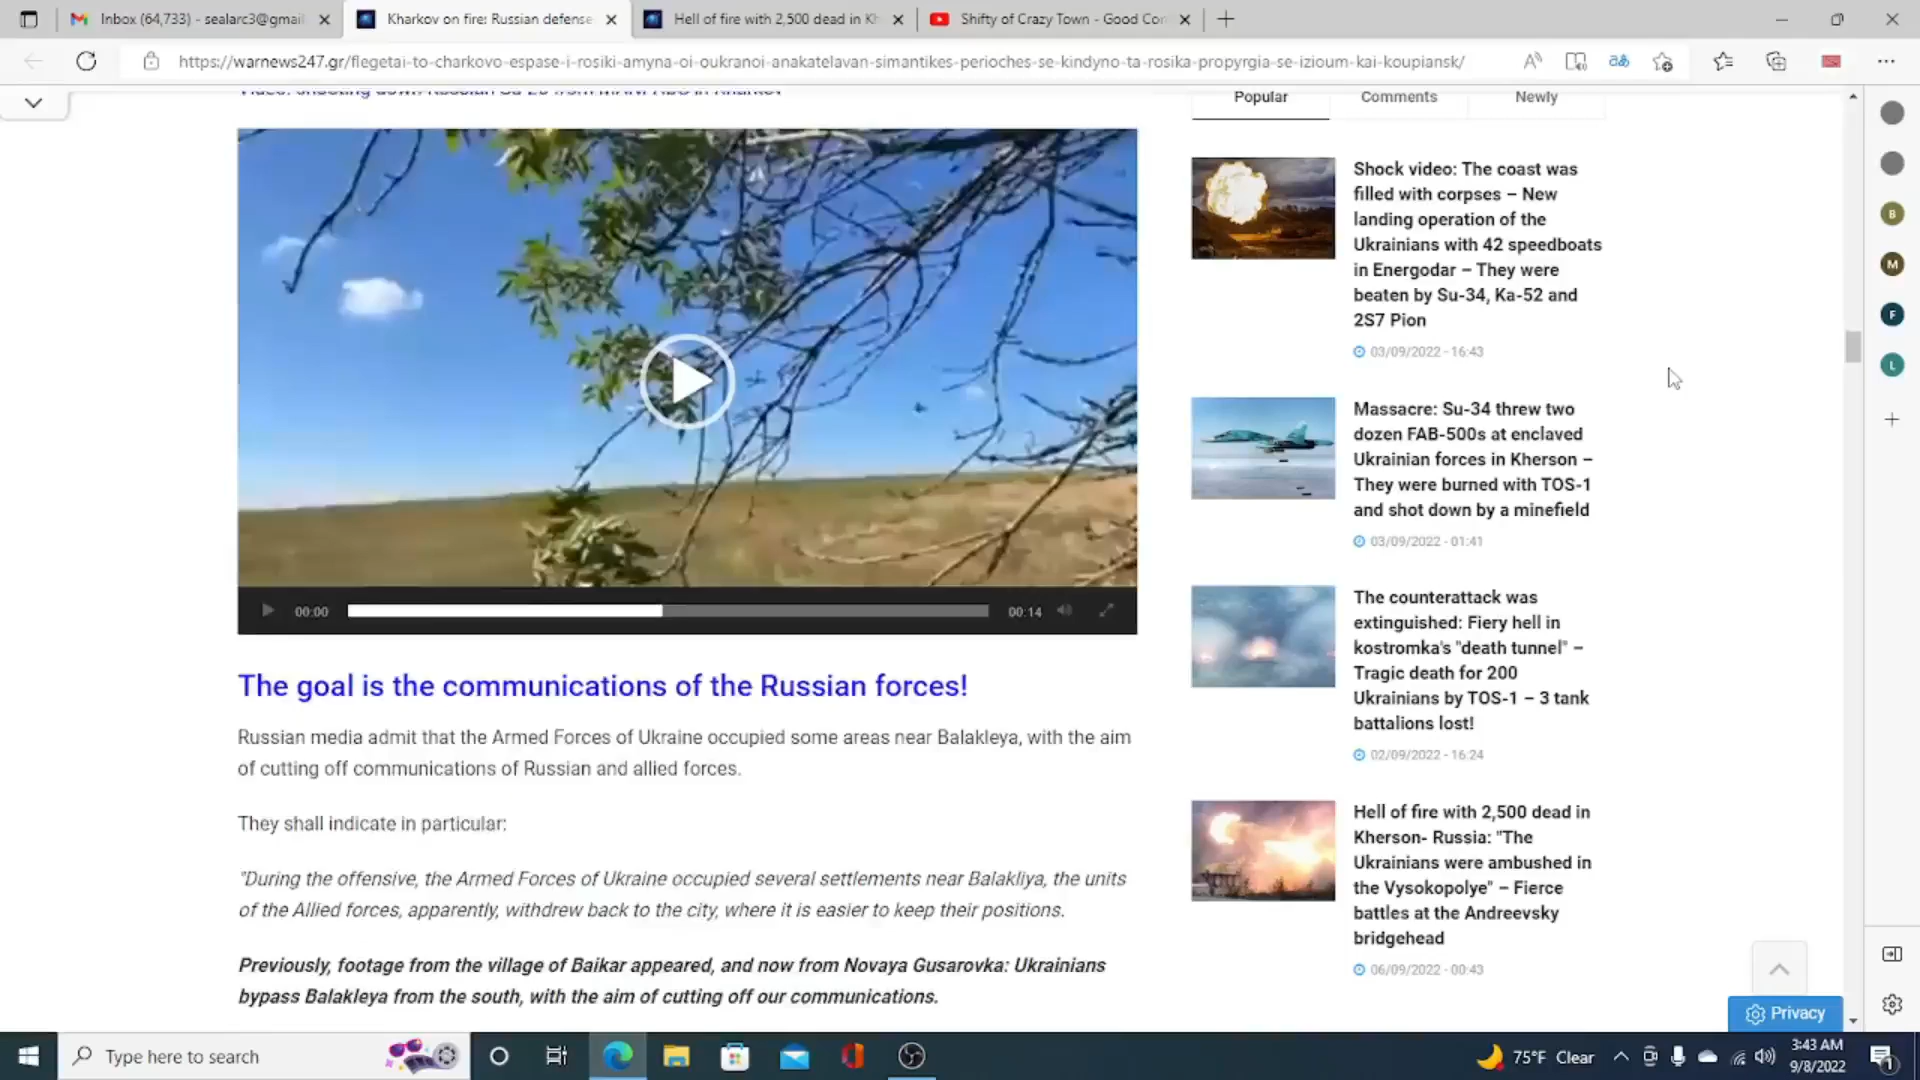 Inbox (64,733) - sealarc3@gmail
Kharkov on fire: Russian defense
Hell of fire with 2,500 dead in Kh
Shifty of Crazy Town - Good Con
https://warnews247.gr/flegetai-to-charkovo-espase-i-rosiki-amyna-oi-oukranoi-anakatelavan-simantikes-perioches-se-kindyno-ta-rosika-propyrgia-se-izioum-kai-koupiansk/
Popular
Comments
Newly
00:00
00:14
The goal is the communications of the Russian forces!
Russian media admit that the Armed Forces of Ukraine occupied some areas near Balakleya, with the aim
of cutting off communications of Russian and allied forces.
They shall indicate in particular:
"During the offensive, the Armed Forces of Ukraine occupied several settlements near Balakliya, the units
of the Allied forces, apparently, withdrew back to the city, where it is easier to keep their positions.
Previously, footage from the village of Baikar appeared, and now from Novaya Gusarovka: Ukrainians
bypass Balakleya from the south, with the aim of cutting off our communications.
Shock video: The coast was
filled with corpses – New
landing operation of the
Ukrainians with 42 speedboats
in Energodar – They were
beaten by Su-34, Ka-52 and
2S7 Pion
03/09/2022 - 16:43
Massacre: Su-34 threw two
dozen FAB-500s at enclaved
Ukrainian forces in Kherson –
They were burned with TOS-1
and shot down by a minefield
03/09/2022 - 01:41
The counterattack was
extinguished: Fiery hell in
kostromka's "death tunnel" –
Tragic death for 200
Ukrainians by TOS-1 – 3 tank
battalions lost!
02/09/2022 - 16:24
Hell of fire with 2,500 dead in
Kherson- Russia: "The
Ukrainians were ambushed in
the Vysokopolye" – Fierce
battles at the Andreevsky
bridgehead
06/09/2022 - 00:43
B
M
F
L
Privacy
Type here to search
75°F Clear
3:43 AM
9/8/2022
1